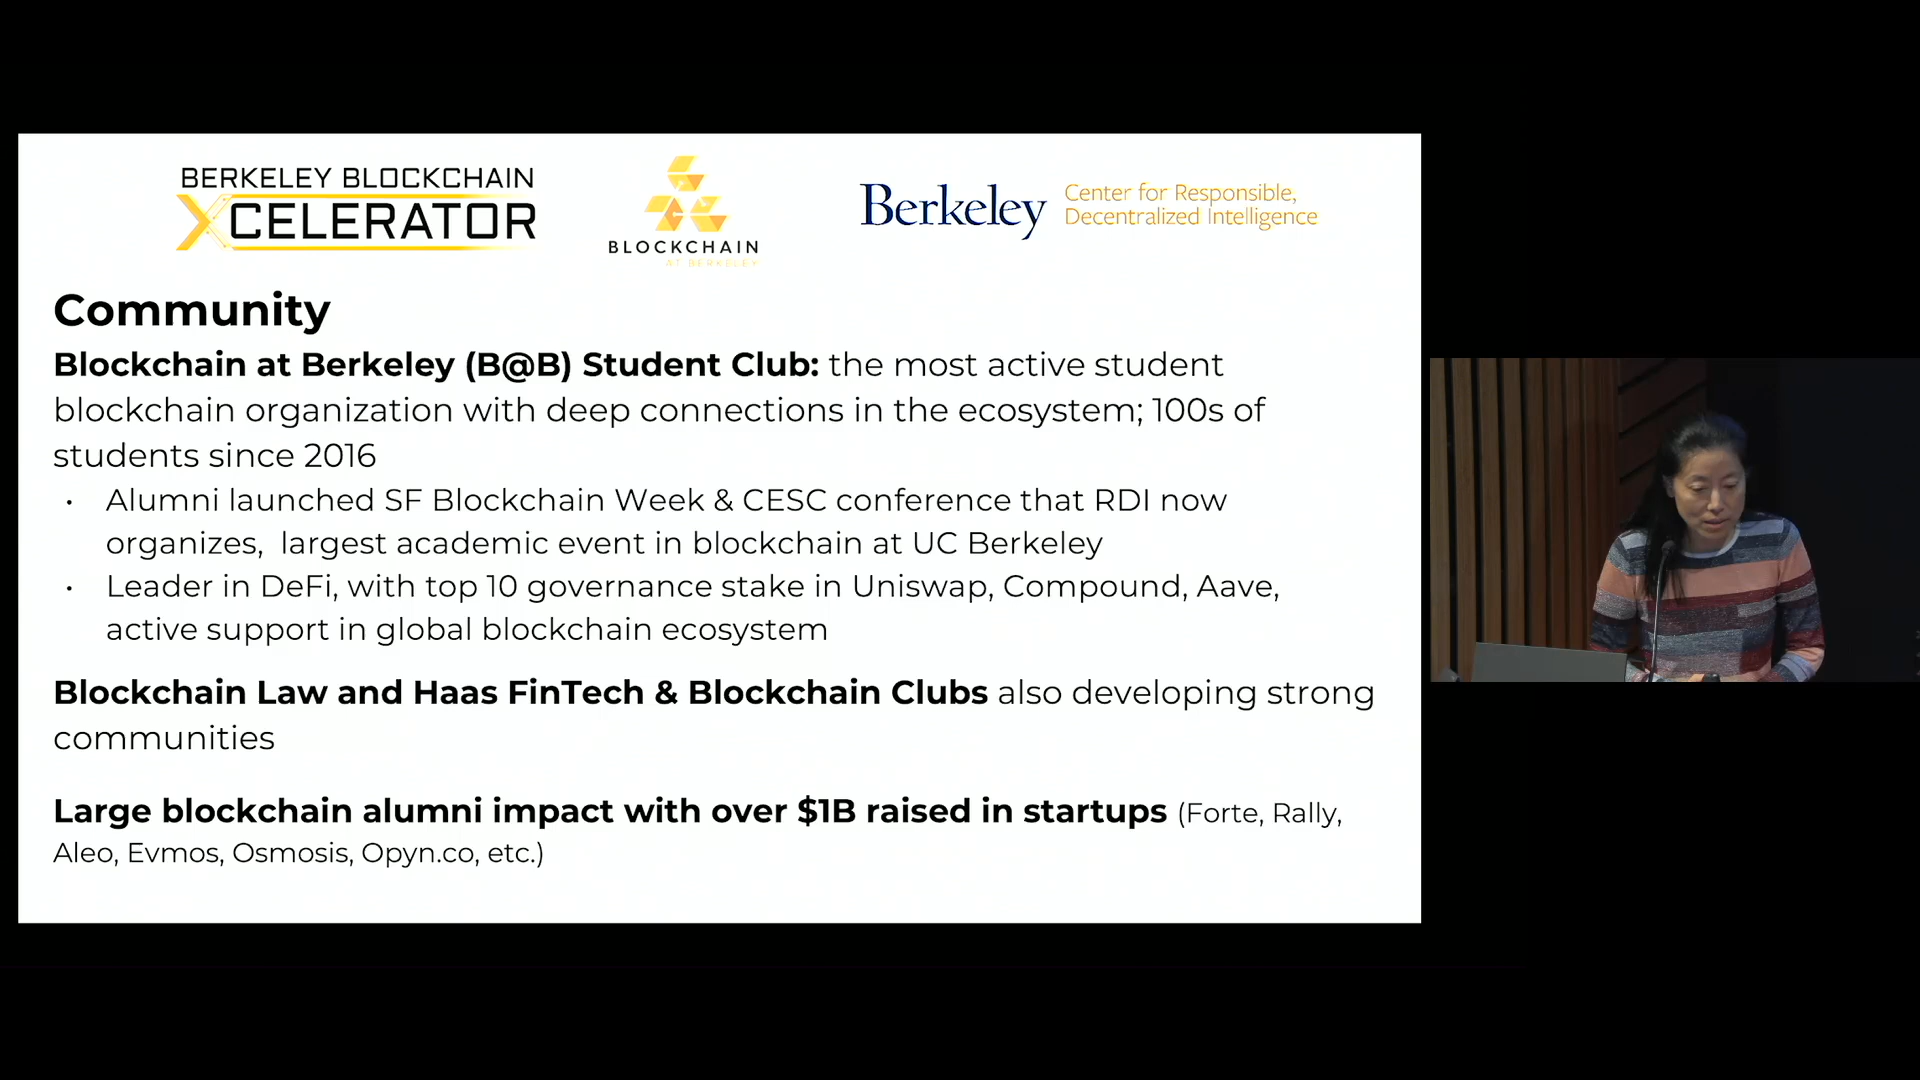 BERKELEY BLOCKCHAIN
XCELERATOR
BLOCKCHAIN
AT BERKELEY
Berkeley
Center for Responsible,
Decentralized Intelligence
Community
Blockchain at Berkeley (B@B) Student Club: the most active student
blockchain organization with deep connections in the ecosystem; 100s of
students since 2016
• Alumni launched SF Blockchain Week & CESC conference that RDI now
organizes, largest academic event in blockchain at UC Berkeley
• Leader in DeFi, with top 10 governance stake in Uniswap, Compound, Aave,
active support in global blockchain ecosystem
Blockchain Law and Haas FinTech & Blockchain Clubs also developing strong
communities
Large blockchain alumni impact with over $1B raised in startups (Forte, Rally,
Aleo, Evmos, Osmosis, Opyn.co, etc.)